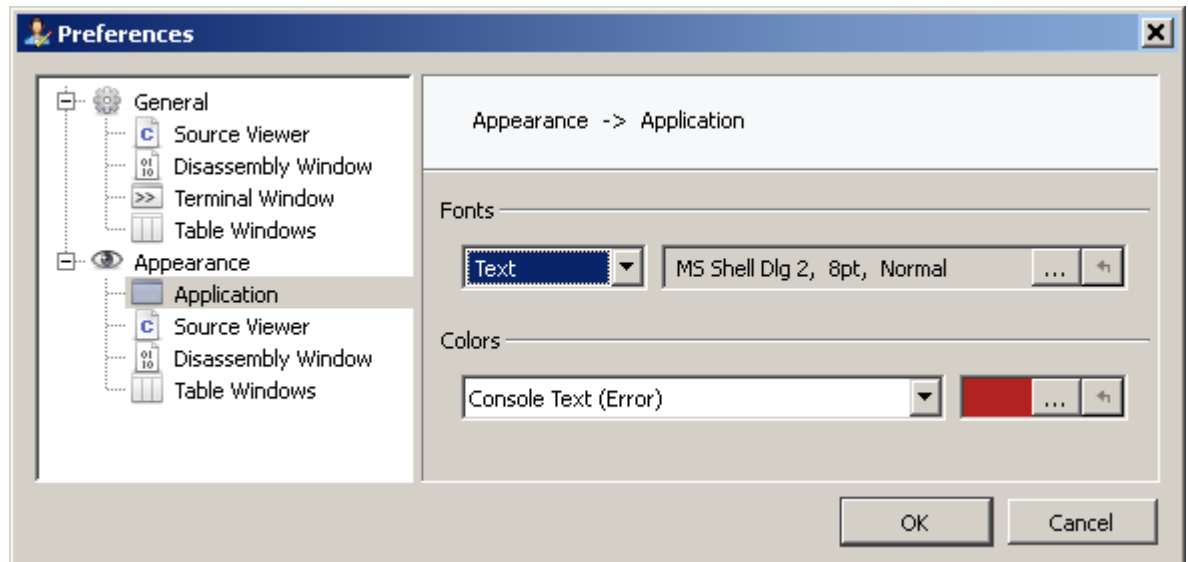 Preferences
General
Source Viewer
Disassembly Window
Terminal Window
Table Windows
Appearance
Application
Source Viewer
Disassembly Window
Table Windows
Appearance -> Application
Fonts
Text
MS Shell Dlg 2, 8pt, Normal
...
Colors
Console Text (Error)
...
OK
Cancel